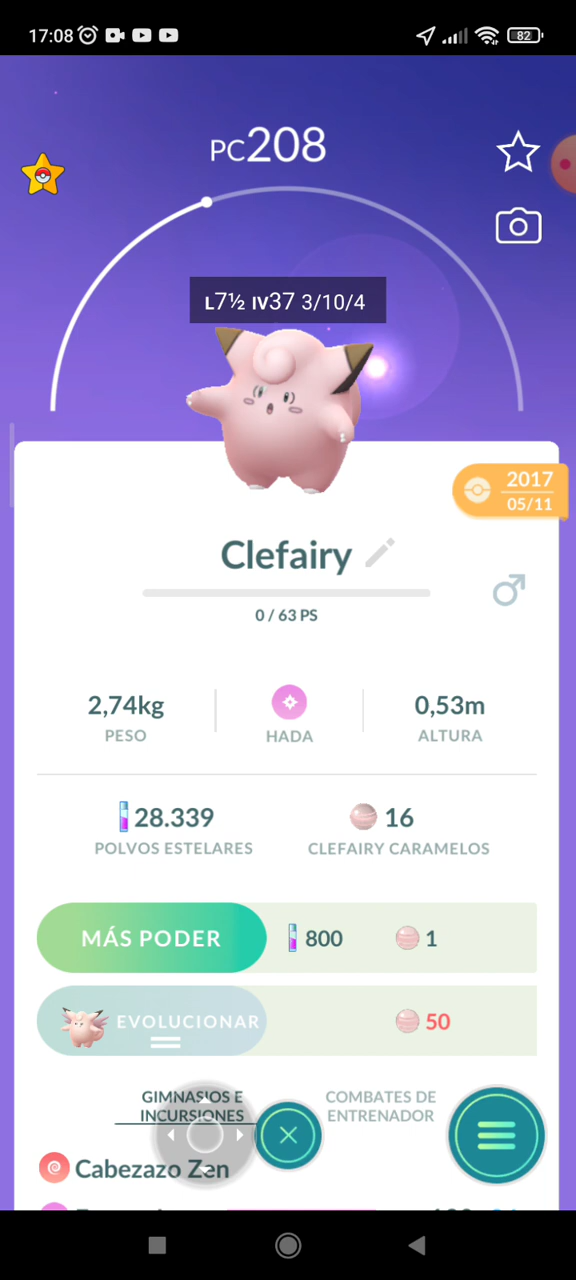 17:08
82
PC208
L7½ IV37 3/10/4
2017
05/11
Clefairy
0 / 63 PS
2,74kg
PESO
HADA
0,53m
ALTURA
28.339
POLVOS ESTELARES
16
CLEFAIRY CARAMELOS
MÁS PODER
800
1
EVOLUCIONAR
50
GIMNASIOS E
INCURSIONES
COMBATES DE
ENTRENADOR
Cabezazo Zen